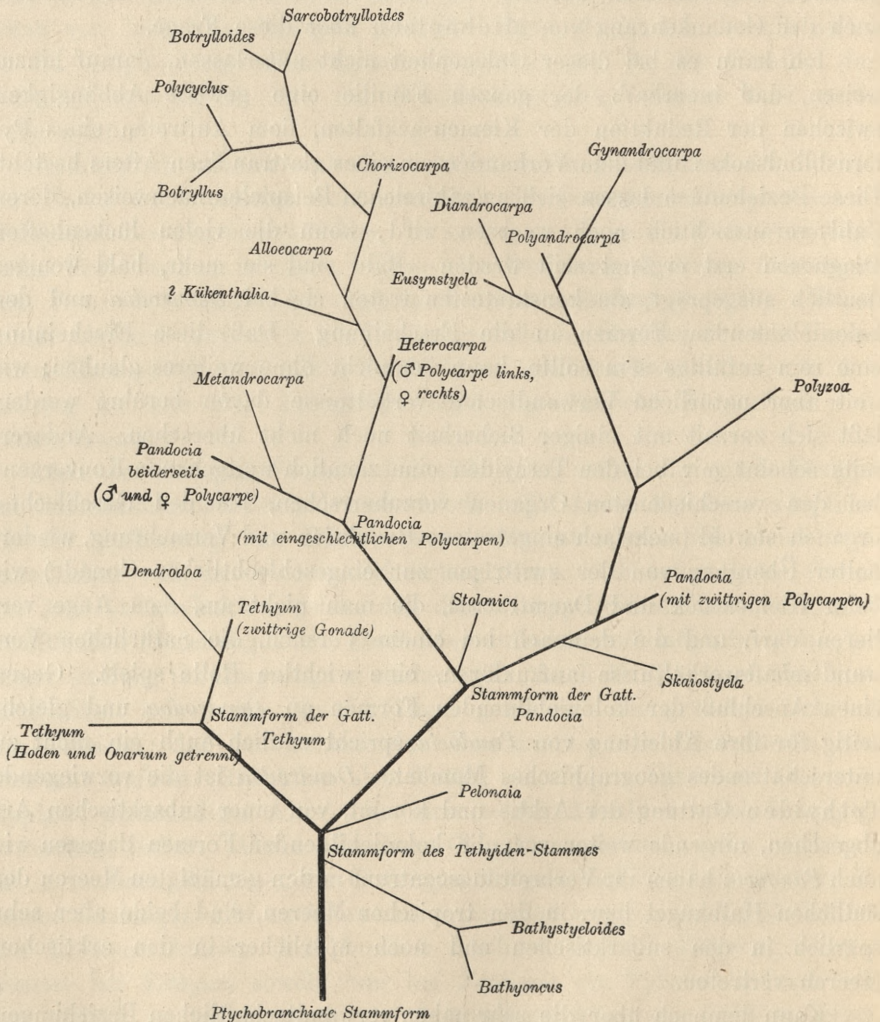 Sarcobotrylloides
Botrylloides
Polycyclus
Botryllus
Chorizocarpa
Gynandrocarpa
Diandrocarpa
Polyandrocarpa
Alloeocarpa
Eusynstyela
? Kükenthalia
Heterocarpa
(♂ Polycarpe links,
♀ rechts)
Metandrocarpa
Polyzoa
Pandocia
beiderseits
(♂ und ♀ Polycarpe)
Pandocia
(mit eingeschlechtlichen Polycarpen)
Dendrodoa
Tethyum
(zwittrige Gonade)
Stolonica
Pandocia
(mit zwittrigen Polycarpen)
Skaiostyela
Stammform der Gatt.
Pandocia
Stammform der Gatt.
Tethyum
Tethyum
(Hoden und Ovarium getrennt)
Pelonaia
Stammform des Tethyiden-Stammes
Bathystyeloides
Bathyoncus
Ptychobranchiate Stammform